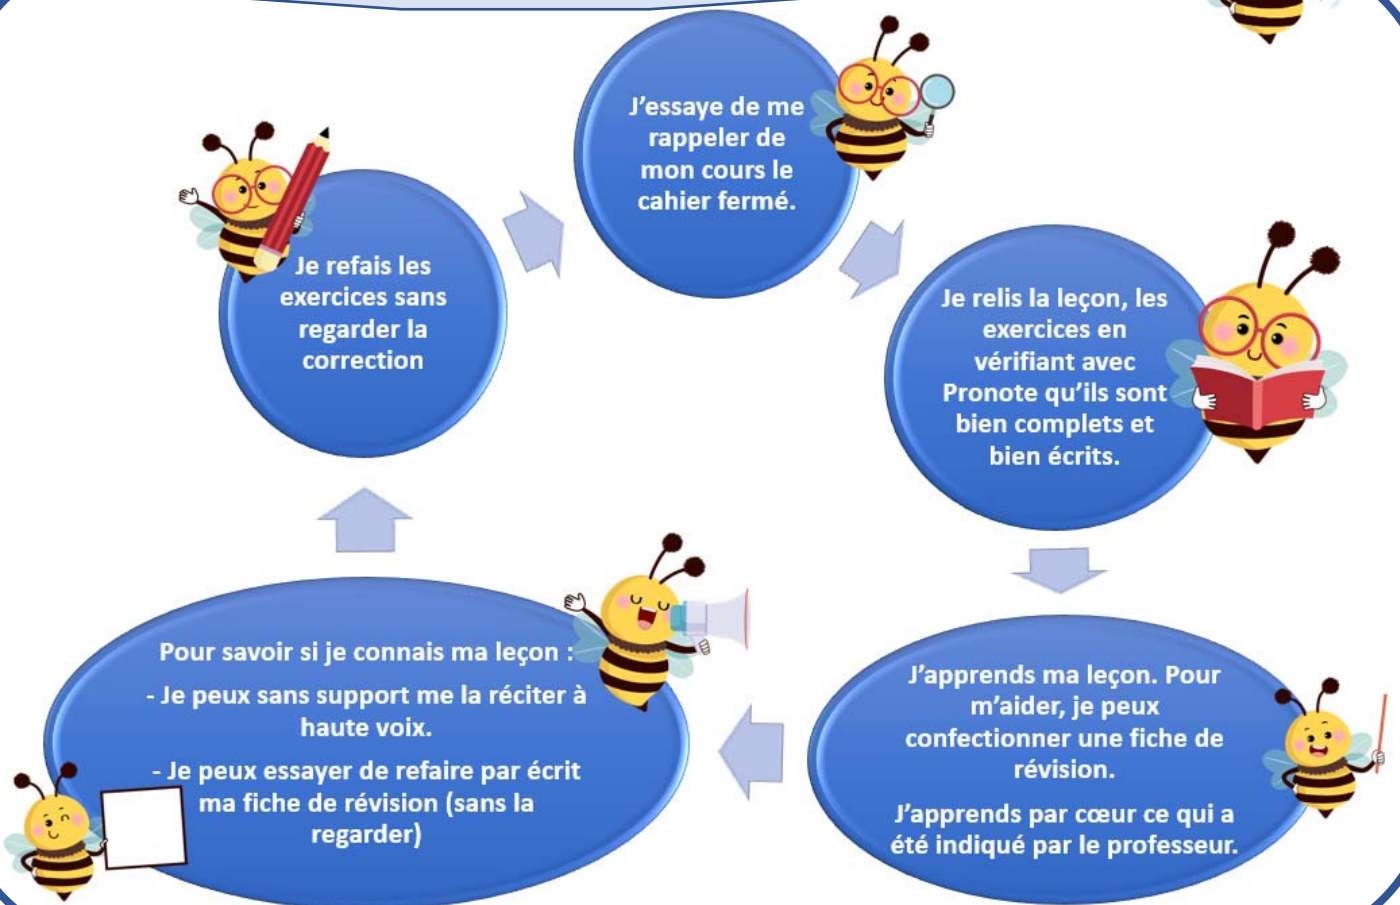 J'essaye de me
rappeler de
mon cours le
cahier fermé.
Je relis la leçon, les
exercices en
vérifiant avec
Pronote qu'ils sont
bien complets et
bien écrits.
J'apprends ma leçon. Pour
m'aider, je peux
confectionner une fiche de
révision.
J'apprends par cœur ce qui a
été indiqué par le professeur.
Pour savoir si je connais ma leçon :
- Je peux sans support me la réciter à
haute voix.
- Je peux essayer de refaire par écrit
ma fiche de révision (sans la
regarder)
Je refais les
exercices sans
regarder la
correction